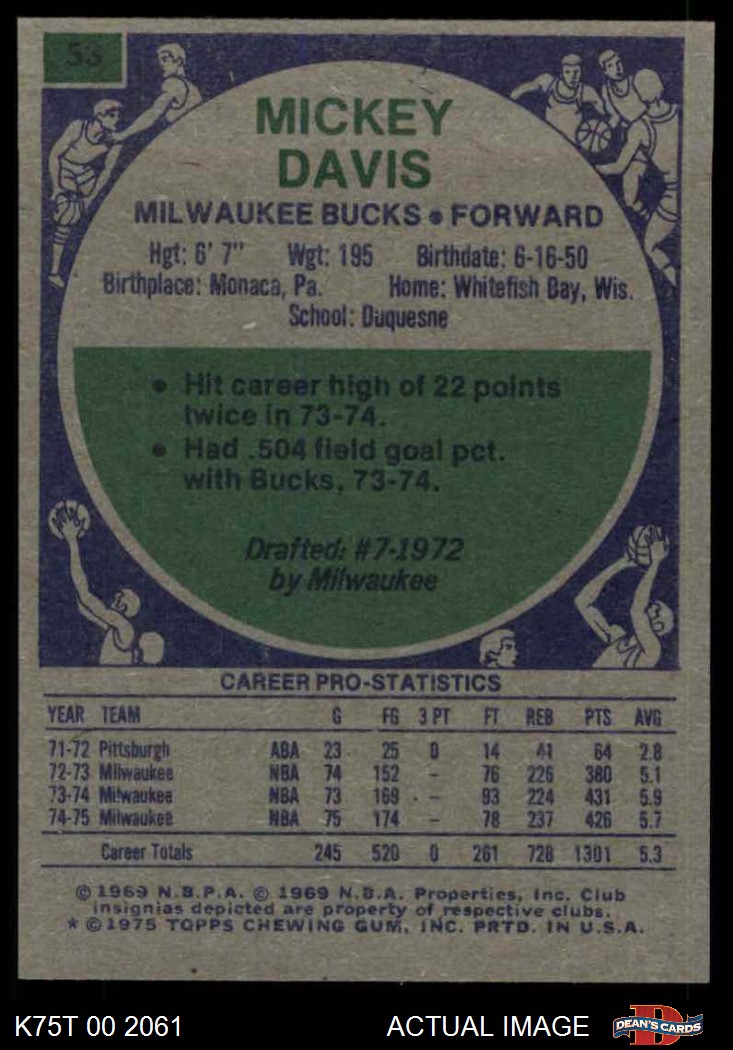 53
MICKEY
DAVIS
MILWAUKEE BUCKS • FORWARD
Hgt: 6' 7" Wgt: 195 Birthdate: 6-16-50
Birthplace: Monaca, Pa. Home: Whitefish Bay, Wis.
School: Duquesne
• Hit career high of 22 points
twice in 73-74.
• Had .504 field goal pct.
with Bucks, 73-74.
Drafted: #7-1972
by Milwaukee
CAREER PRO-STATISTICS
YEAR TEAM G FG 3 PT FT REB PTS AVG
71-72 Pittsburgh ABA 23 25 0 14 41 64 2.8
72-73 Milwaukee NBA 74 152 - 76 226 380 5.1
73-74 Milwaukee NBA 73 169 - 93 224 431 5.9
74-75 Milwaukee NBA 75 174 - 78 237 426 5.7
Career Totals 245 520 0 261 728 1301 5.3
© 1969 N.B.P.A. © 1969 N.B.A. Properties, Inc. Club
insignias depicted are property of respective clubs.
* © 1975 TOPPS CHEWING GUM, INC. PRTD. IN U.S.A.
K75T 00 2061 ACTUAL IMAGE D DEAN'S CARDS